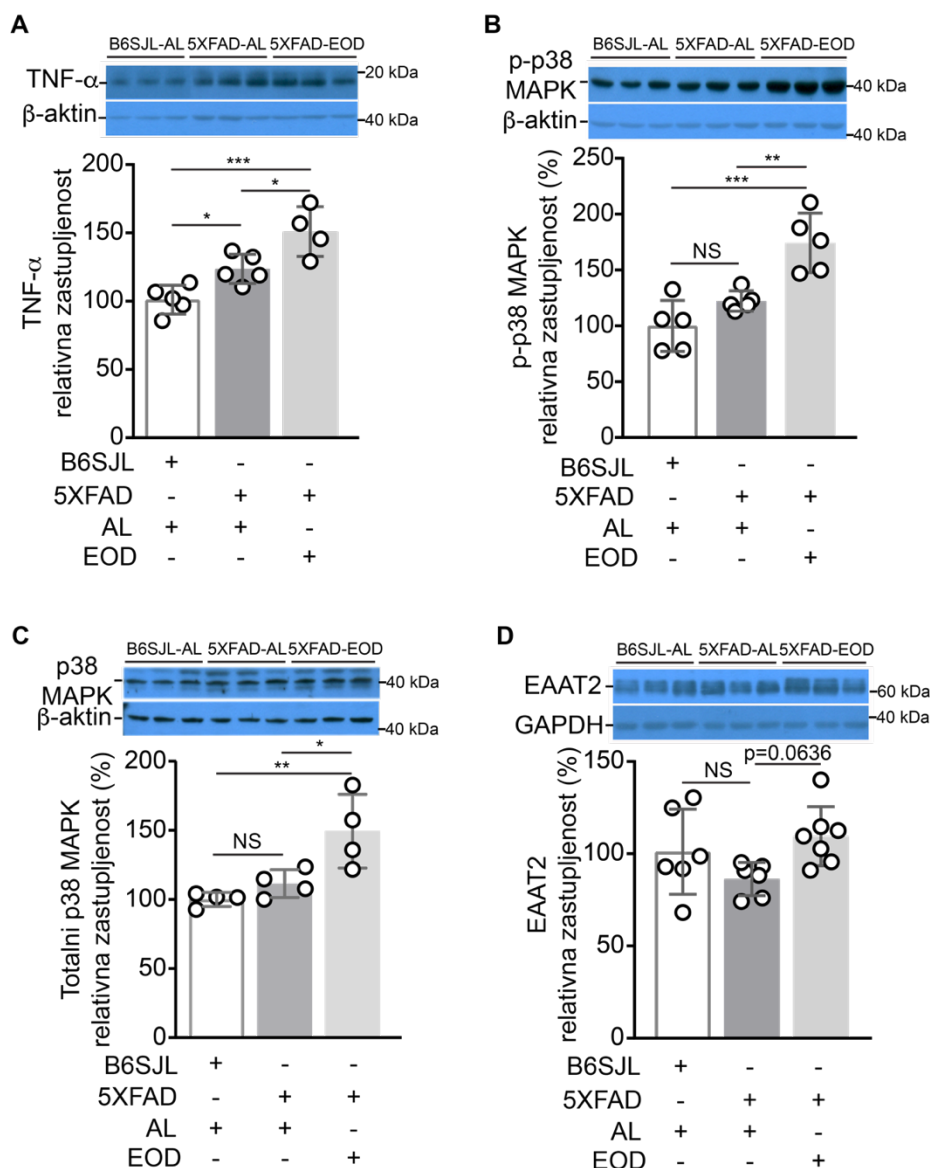 A
B6SJL-AL 5XFAD-AL 5XFAD-EOD
TNF-α
20 kDa
β-aktin
40 kDa
TNF-α
relativna zastupljenost
200
150
100
50
0
***
*
*
B6SJL + - -
5XFAD - + +
AL + + -
EOD - - +
B
B6SJL-AL 5XFAD-AL 5XFAD-EOD
p-p38
MAPK
40 kDa
β-aktin
40 kDa
p-p38 MAPK
relativna zastupljenost (%)
250
200
150
100
50
0
**
***
NS
B6SJL + - -
5XFAD - + +
AL + + -
EOD - - +
C
B6SJL-AL 5XFAD-AL 5XFAD-EOD
p38
MAPK
40 kDa
β-aktin
40 kDa
Totalni p38 MAPK
relativna zastupljenost (%)
200
150
100
50
0
*
**
NS
B6SJL + - -
5XFAD - + +
AL + + -
EOD - - +
D
B6SJL-AL 5XFAD-AL 5XFAD-EOD
EAAT2
60 kDa
GAPDH
40 kDa
EAAT2
relativna zastupljenost (%)
150
100
50
0
p=0.0636
NS
B6SJL + - -
5XFAD - + +
AL + + -
EOD - - +